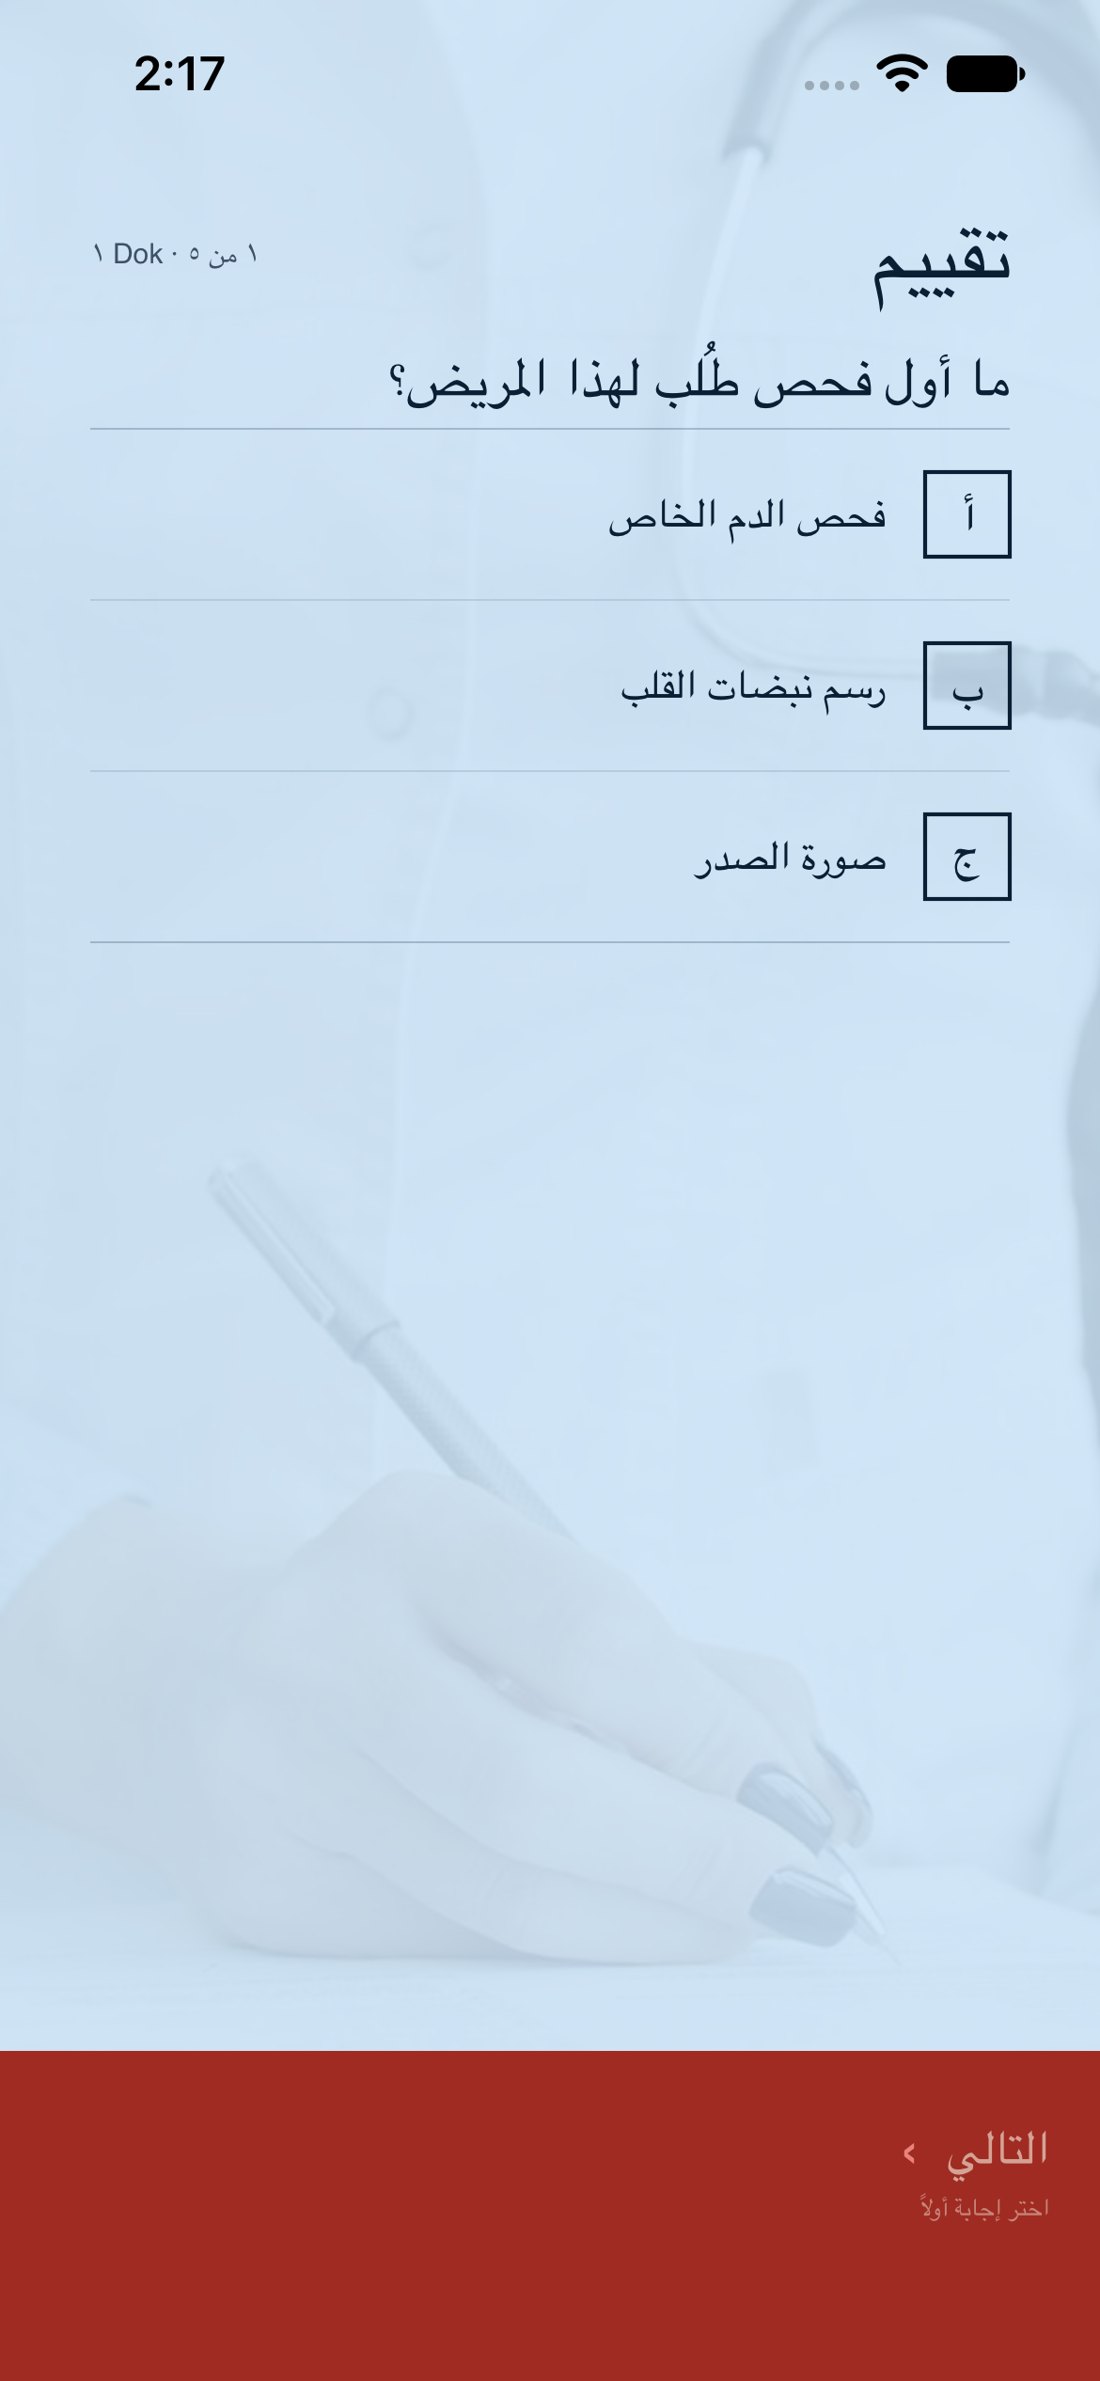 2:17
تقييم
١ من ٥ · Dok ١
ما أول فحص طُلب لهذا المريض؟
أ
فحص الدم الخاص
ب
رسم نبضات القلب
ج
صورة الصدر
التالي ›
اختر إجابة أولاً